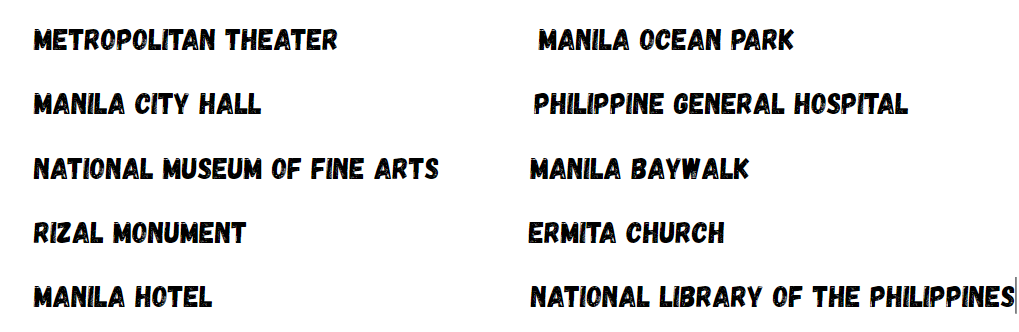 METROPOLITAN THEATER
MANILA CITY HALL
NATIONAL MUSEUM OF FINE ARTS
RIZAL MONUMENT
MANILA HOTEL
MANILA OCEAN PARK
PHILIPPINE GENERAL HOSPITAL
MANILA BAYWALK
ERMITA CHURCH
NATIONAL LIBRARY OF THE PHILIPPINES